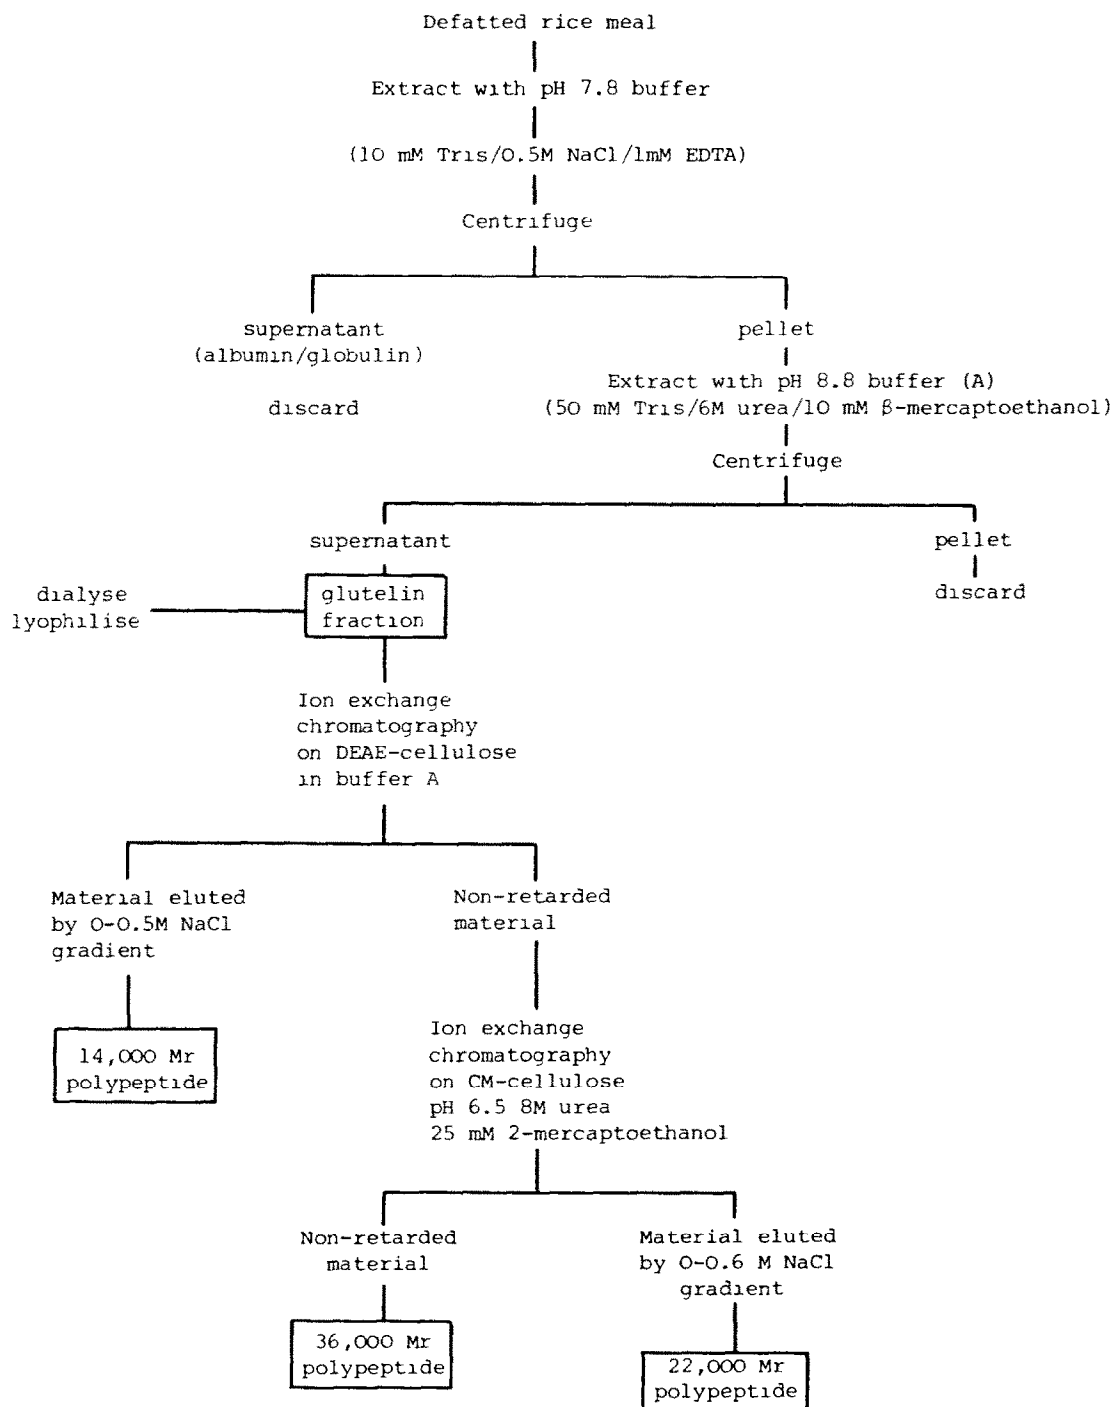 Defatted rice meal
Extract with pH 7.8 buffer
(10 mM Tris/0.5M NaCl/1mM EDTA)
Centrifuge
supernatant
(albumin/globulin)
discard
pellet
Extract with pH 8.8 buffer (A)
(50 mM Tris/6M urea/10 mM β-mercaptoethanol)
Centrifuge
supernatant
pellet
discard
dialyse
lyophilise
glutelin
fraction
Ion exchange
chromatography
on DEAE-cellulose
in buffer A
Material eluted
by 0-0.5M NaCl
gradient
14,000 Mr
polypeptide
Non-retarded
material
Ion exchange
chromatography
on CM-cellulose
pH 6.5 8M urea
25 mM 2-mercaptoethanol
Non-retarded
material
36,000 Mr
polypeptide
Material eluted
by 0-0.6 M NaCl
gradient
22,000 Mr
polypeptide